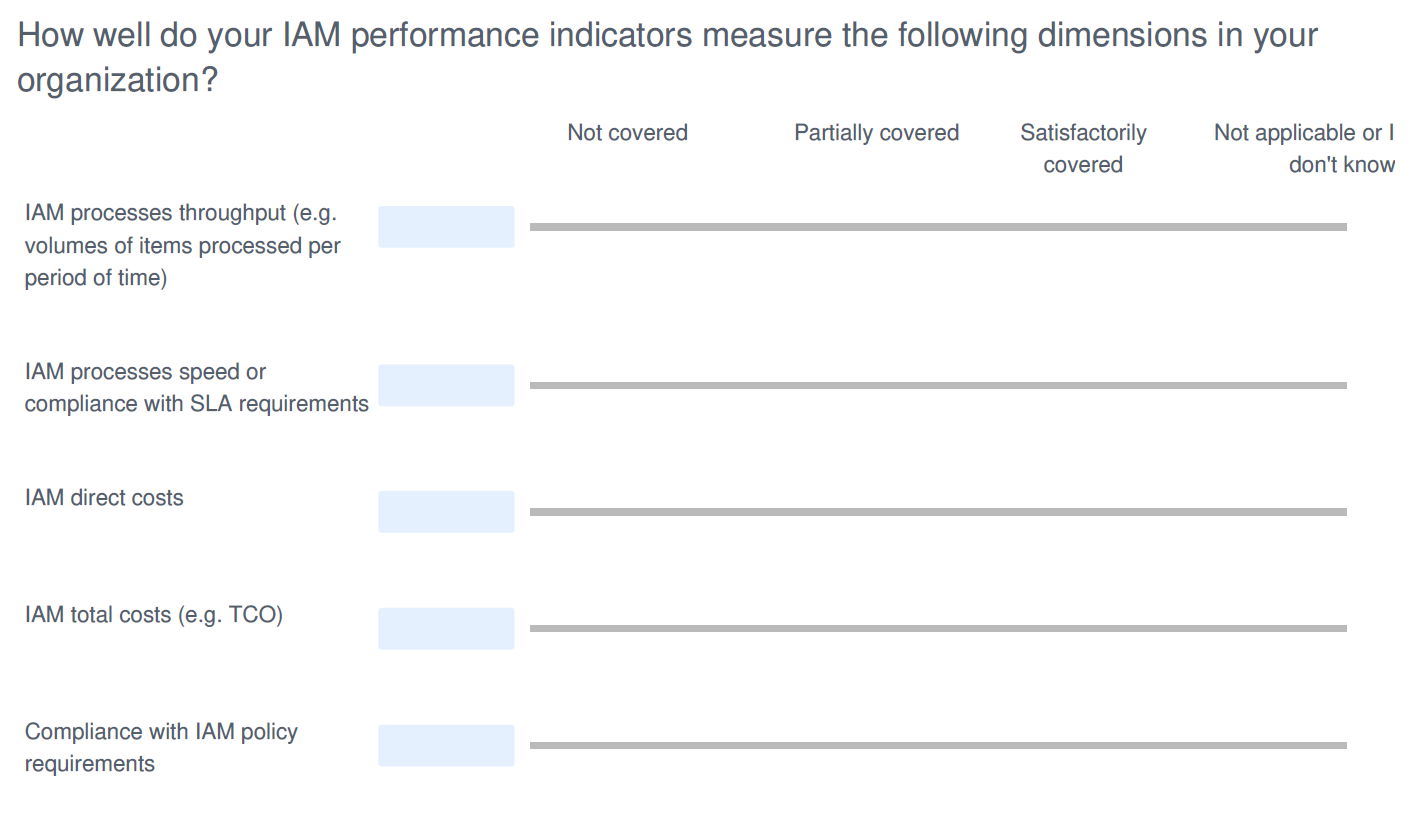 How well do your IAM performance indicators measure the following dimensions in your
organization?
Not covered
Partially covered
Satisfactorily
covered
Not applicable or I
don't know
IAM processes throughput (e.g.
volumes of items processed per
period of time)
IAM processes speed or
compliance with SLA requirements
IAM direct costs
IAM total costs (e.g. TCO)
Compliance with IAM policy
requirements